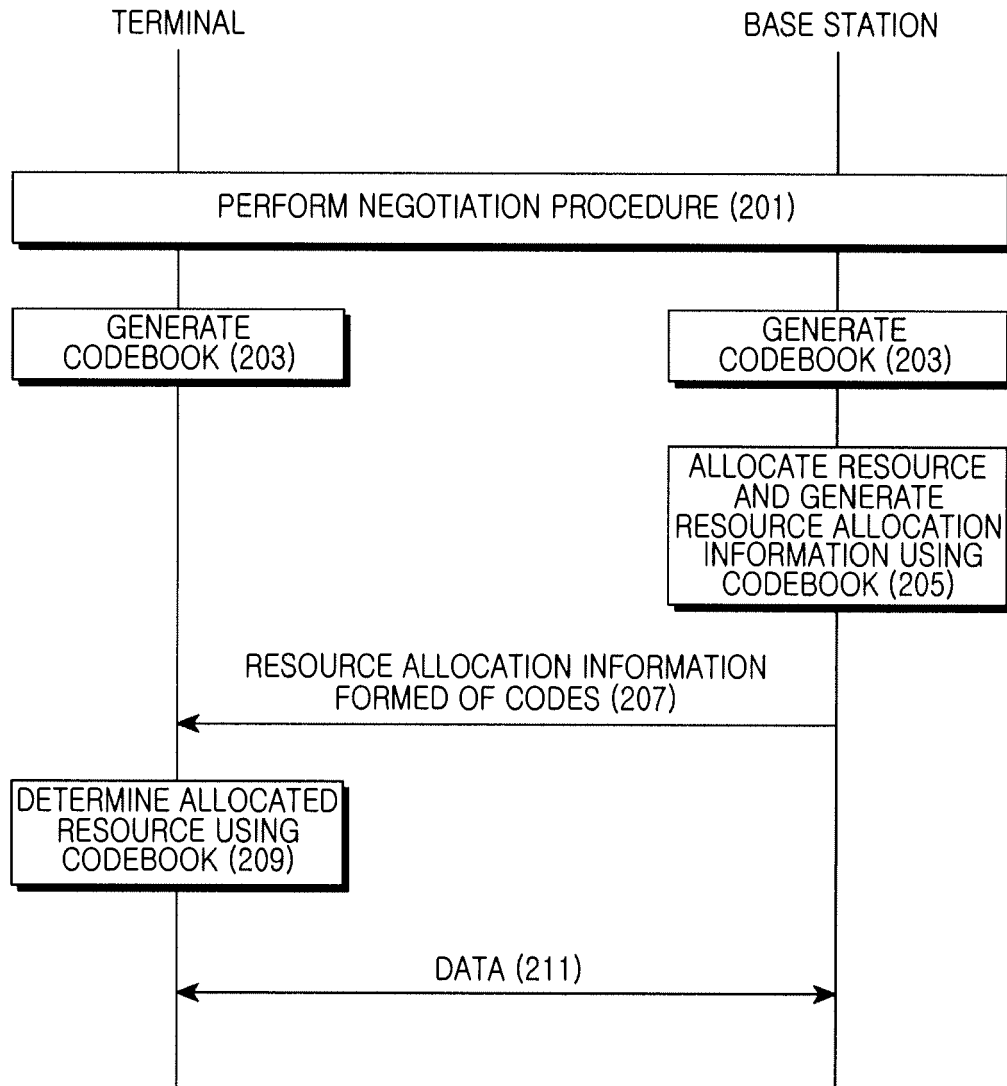 TERMINAL
BASE STATION
PERFORM NEGOTIATION PROCEDURE (201)
GENERATE
CODEBOOK (203)
GENERATE
CODEBOOK (203)
ALLOCATE RESOURCE
AND GENERATE
RESOURCE ALLOCATION
INFORMATION USING
CODEBOOK (205)
RESOURCE ALLOCATION INFORMATION
FORMED OF CODES (207)
DETERMINE ALLOCATED
RESOURCE USING
CODEBOOK (209)
DATA (211)